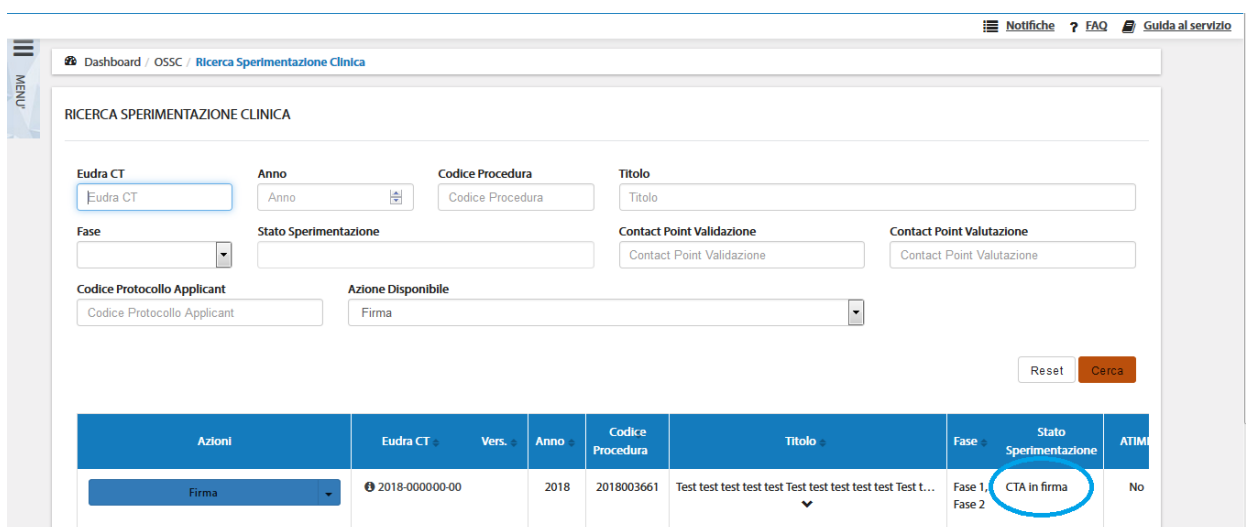 Notifiche ? FAQ Guida al servizio
MENU'
Dashboard / OSSC / Ricerca Sperimentazione Clinica
RICERCA SPERIMENTAZIONE CLINICA
Eudra CT Anno Codice Procedura Titolo
Eudra CT Anno Codice Procedura Titolo
Fase Stato Sperimentazione Contact Point Validazione Contact Point Valutazione
Contact Point Validazione Contact Point Valutazione
Codice Protocollo Applicant Azione Disponibile
Codice Protocollo Applicant Firma
Reset Cerca
Azioni Eudra CT Vers. Anno Codice Procedura Titolo Fase Stato Sperimentazione ATIM
Firma 2018-000000-00 2018 2018003661 Test test test test test Test test test test test Test t... Fase 1, CTA in firma No
Fase 2